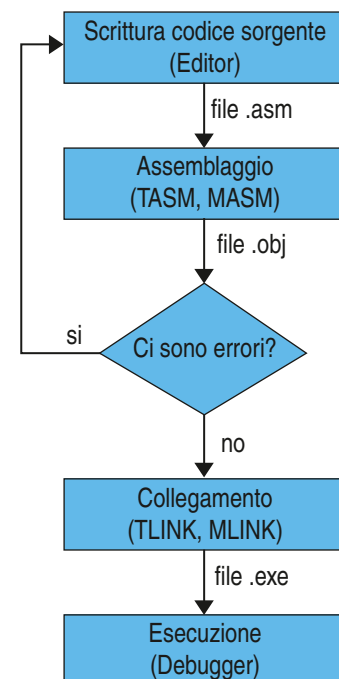 Scrittura codice sorgente
(Editor)
file .asm
Assemblaggio
(TASM, MASM)
file .obj
si
Ci sono errori?
no
Collegamento
(TLINK, MLINK)
file .exe
Esecuzione
(Debugger)